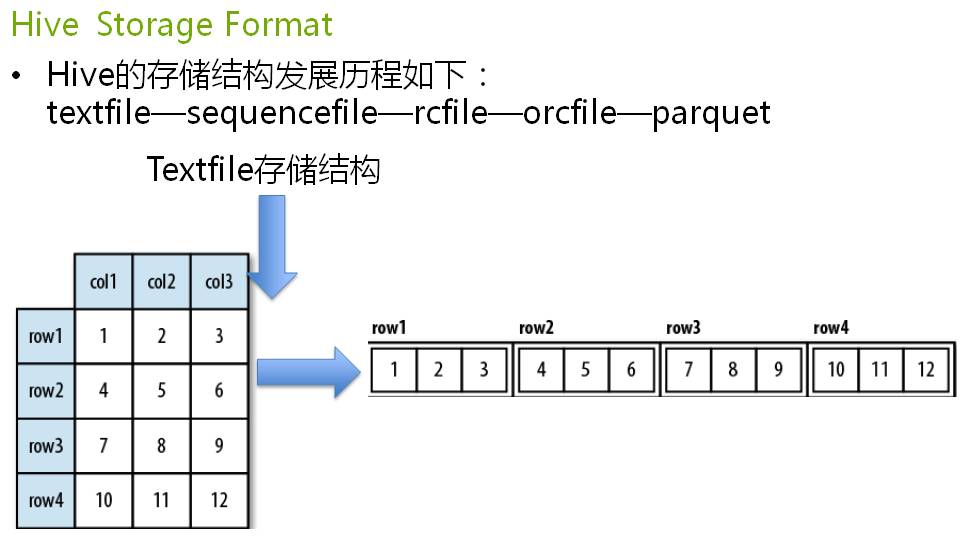 Hive Storage Format
• Hive的存储结构发展历程如下：
textfile—sequencefile—rcfile—orcfile—parquet
Textfile存储结构
col1 col2 col3
row1 1 2 3
row2 4 5 6
row3 7 8 9
row4 10 11 12
row1 row2 row3 row4
1 2 3 4 5 6 7 8 9 10 11 12